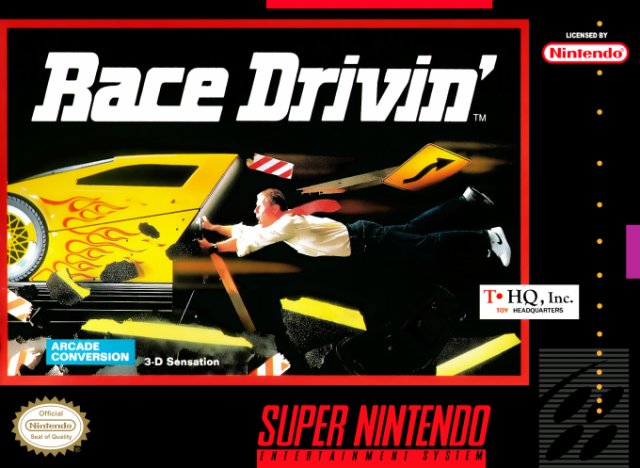 LICENSED BY
Nintendo®
Race Drivin'™
T•HQ, Inc.
TOY HEADQUARTERS
ARCADE
CONVERSION
3-D Sensation
Official
Nintendo
Seal of Quality
SUPER NINTENDO
ENTERTAINMENT SYSTEM